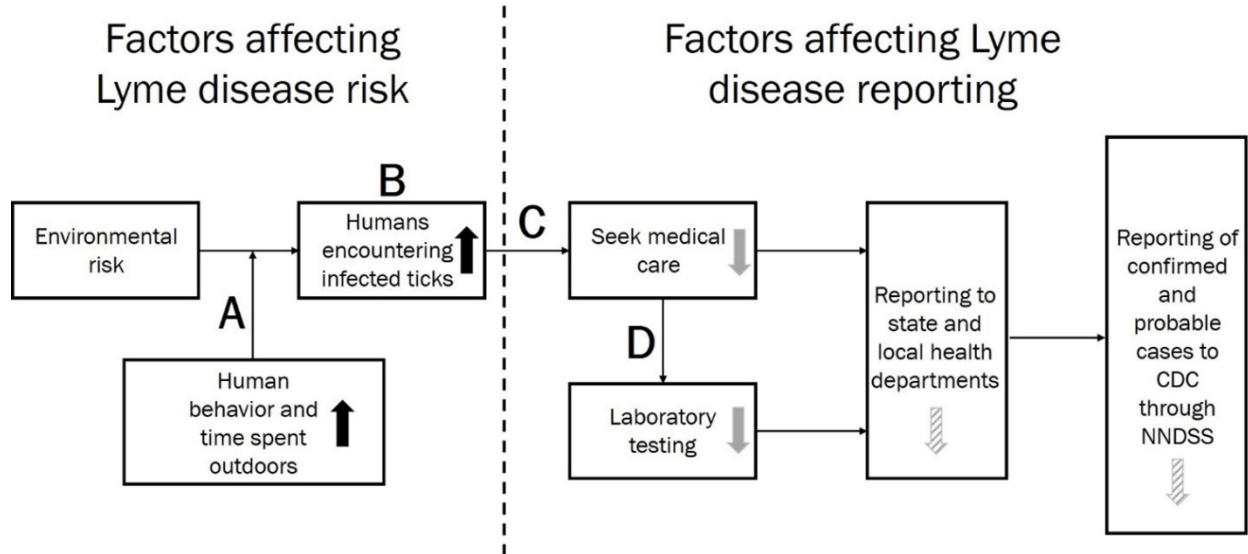 Factors affecting
Lyme disease risk
Factors affecting Lyme
disease reporting
Environmental
risk
A
Human
behavior and
time spent
outdoors
B
Humans
encountering
infected ticks
C
Seek medical
care
D
Laboratory
testing
Reporting to
state and
local health
departments
Reporting of
confirmed
and
probable
cases to
CDC
through
NNDSS